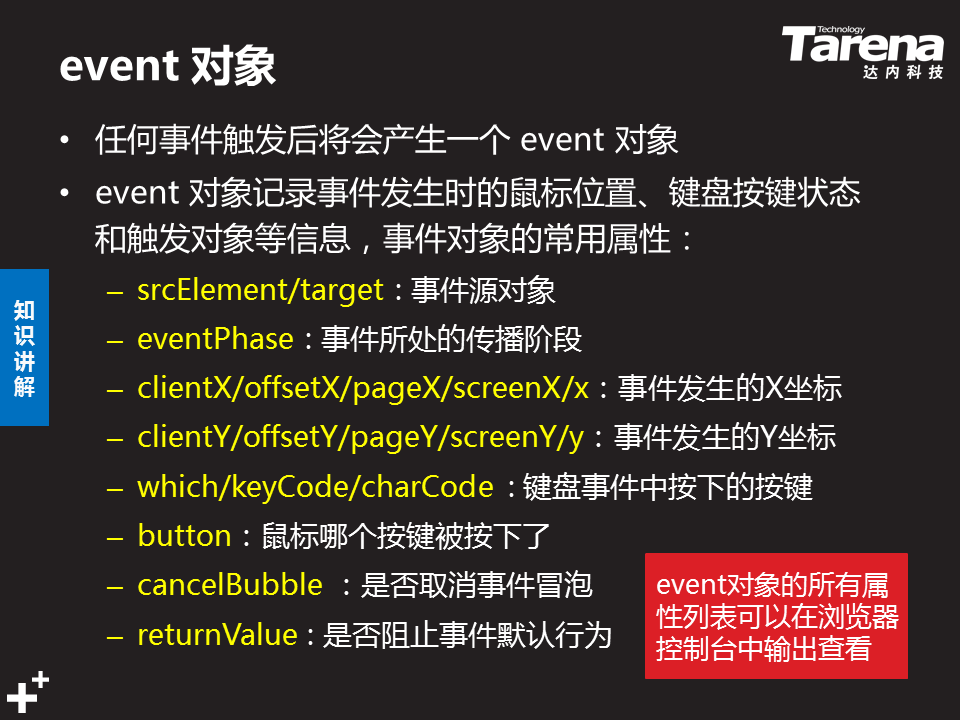 event 对象
Technology
Tarena
达内科技
• 任何事件触发后将会产生一个 event 对象
• event 对象记录事件发生时的鼠标位置、键盘按键状态
和触发对象等信息，事件对象的常用属性：
– srcElement/target：事件源对象
– eventPhase：事件所处的传播阶段
– clientX/offsetX/pageX/screenX/x：事件发生的X坐标
– clientY/offsetY/pageY/screenY/y：事件发生的Y坐标
– which/keyCode/charCode ：键盘事件中按下的按键
– button：鼠标哪个按键被按下了
– cancelBubble ：是否取消事件冒泡
– returnValue：是否阻止事件默认行为
知
识
讲
解
event对象的所有属
性列表可以在浏览器
控制台中输出查看